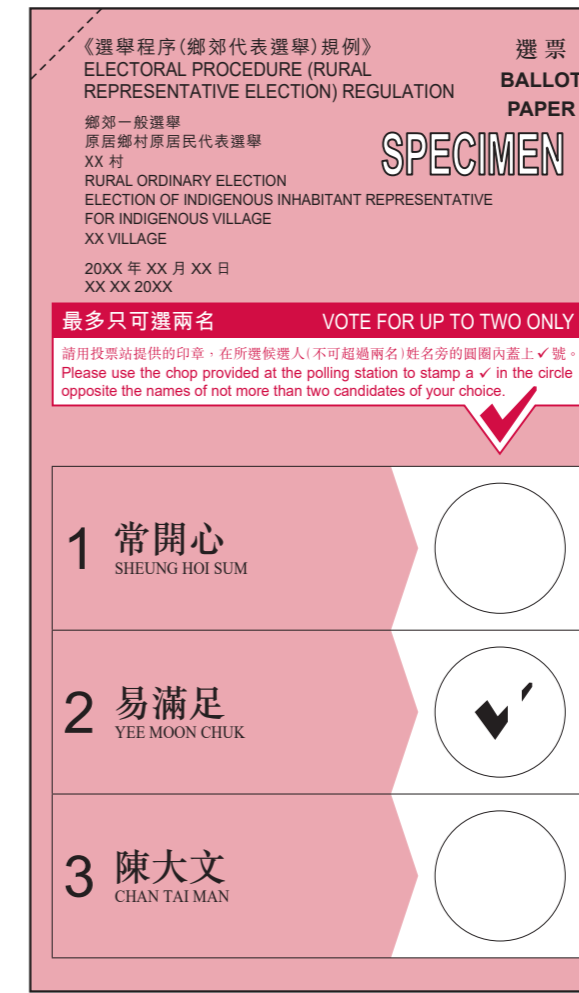 《選舉程序(鄉郊代表選舉)規例》
ELECTORAL PROCEDURE (RURAL
REPRESENTATIVE ELECTION) REGULATION
選票
BALLOT
PAPER
鄉郊一般選舉
原居鄉村原居民代表選舉
XX 村
RURAL ORDINARY ELECTION
ELECTION OF INDIGENOUS INHABITANT REPRESENTATIVE
FOR INDIGENOUS VILLAGE
XX VILLAGE
SPECIMEN
20XX 年 XX 月 XX 日
XX XX 20XX
最多只可選兩名 VOTE FOR UP TO TWO ONLY
請用投票站提供的印章，在所選候選人(不可超過兩名)姓名旁的圓圈內蓋上✓號。
Please use the chop provided at the polling station to stamp a ✓ in the circle
opposite the names of not more than two candidates of your choice.
1 常開心
SHEUNG HOI SUM
2 易滿足
YEE MOON CHUK
3 陳大文
CHAN TAI MAN